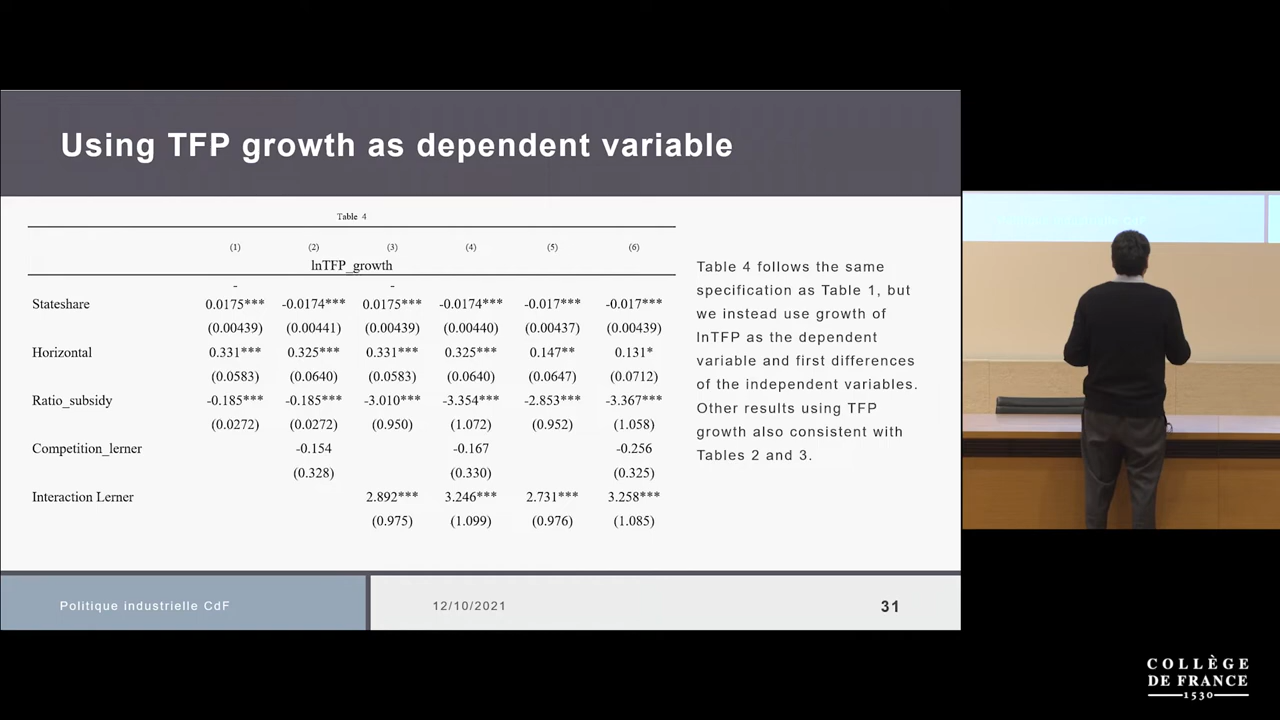 Using TFP growth as dependent variable
Table 4
(1) (2) (3) (4) (5) (6)
lnTFP_growth
- -
Stateshare 0.0175*** -0.0174*** 0.0175*** -0.0174*** -0.017*** -0.017***
(0.00439) (0.00441) (0.00439) (0.00440) (0.00437) (0.00439)
Horizontal 0.331*** 0.325*** 0.331*** 0.325*** 0.147** 0.131*
(0.0583) (0.0640) (0.0583) (0.0640) (0.0647) (0.0712)
Ratio_subsidy -0.185*** -0.185*** -3.010*** -3.354*** -2.853*** -3.367***
(0.0272) (0.0272) (0.950) (1.072) (0.952) (1.058)
Competition_lerner -0.154 -0.167 -0.256
(0.328) (0.330) (0.325)
Interaction Lerner 2.892*** 3.246*** 2.731*** 3.258***
(0.975) (1.099) (0.976) (1.085)
Table 4 follows the same
specification as Table 1, but
we instead use growth of
lnTFP as the dependent
variable and first differences
of the independent variables.
Other results using TFP
growth also consistent with
Tables 2 and 3.
Politique industrielle CdF
12/10/2021
31
COLLÈGE
DE FRANCE
1530